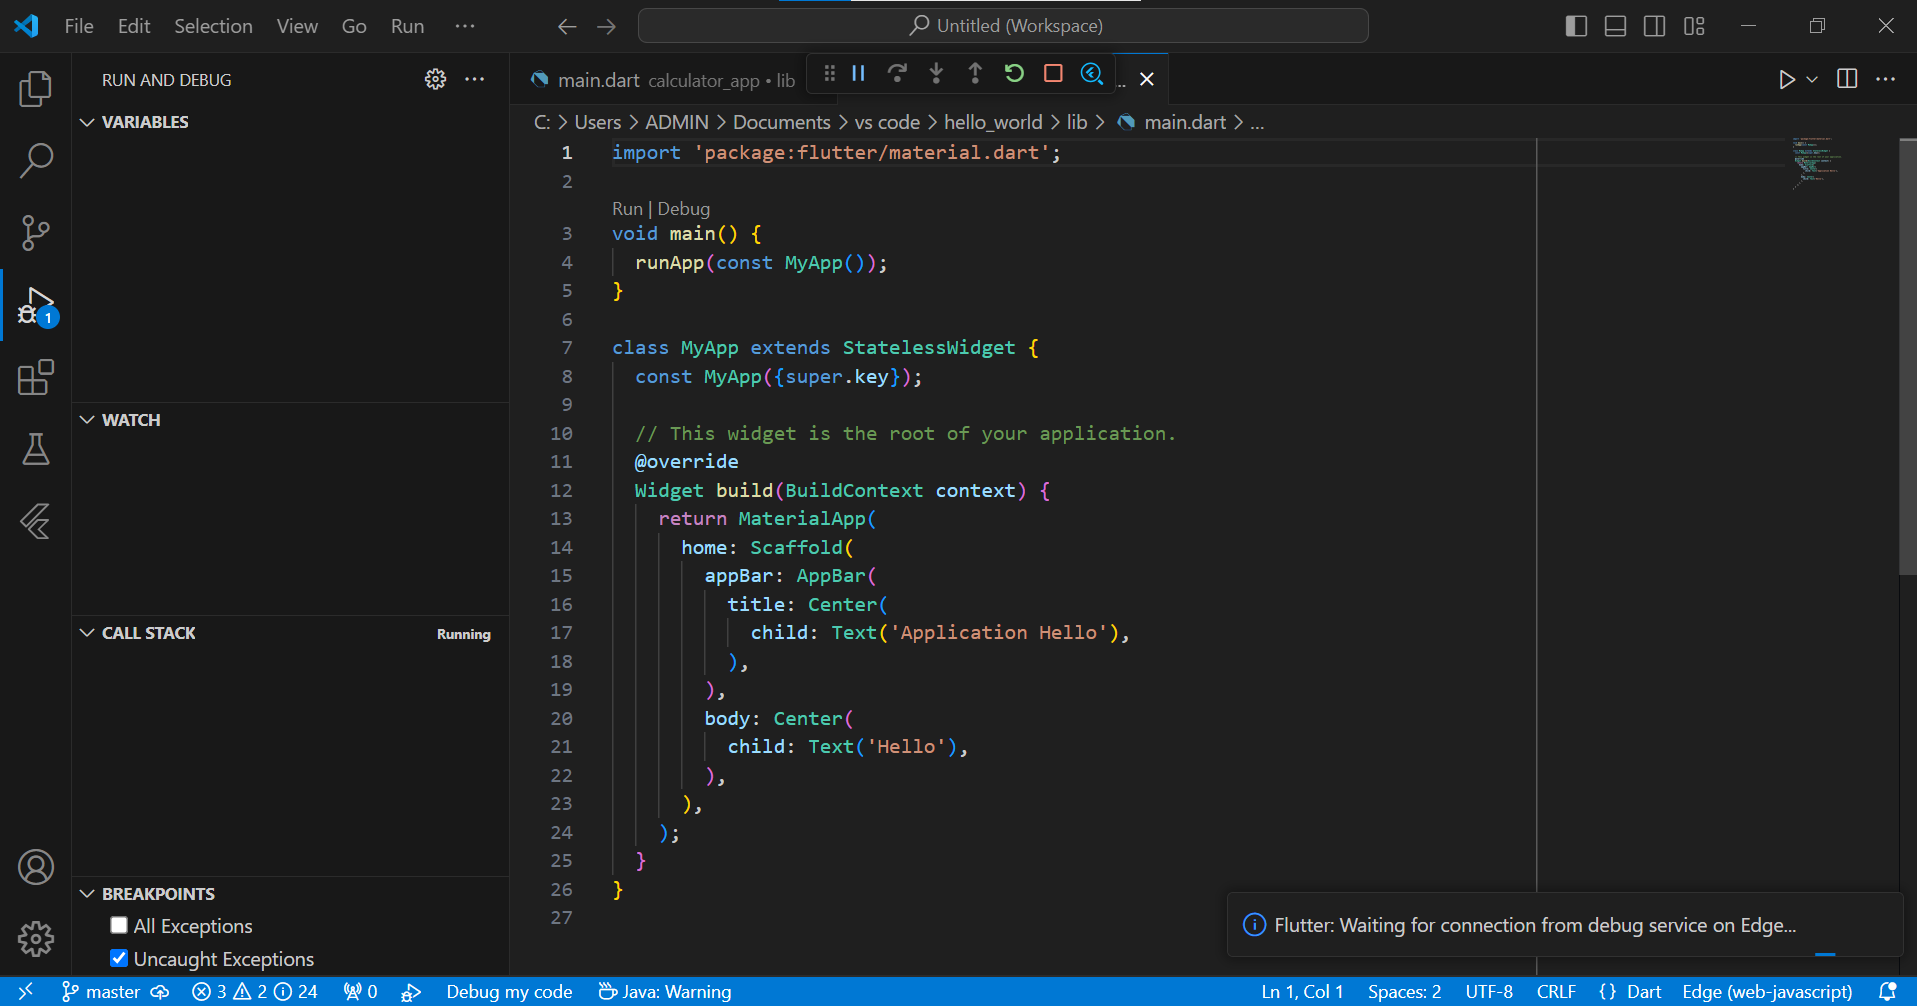 File Edit Selection View Go Run ··· Untitled (Workspace)
RUN AND DEBUG ···
main.dart calculator_app • lib ..
VARIABLES
C: > Users > ADMIN > Documents > vs code > hello_world > lib > main.dart > ...
1 import 'package:flutter/material.dart';
2
Run | Debug
3 void main() {
4 runApp(const MyApp());
5 }
6
7 class MyApp extends StatelessWidget {
8 const MyApp({super.key});
9
10 // This widget is the root of your application.
11 @override
12 Widget build(BuildContext context) {
13 return MaterialApp(
14 home: Scaffold(
15 appBar: AppBar(
16 title: Center(
17 child: Text('Application Hello'),
18 ),
19 ),
20 body: Center(
21 child: Text('Hello'),
22 ),
23 ),
24 );
25 }
26 }
27
1
WATCH
CALL STACK Running
BREAKPOINTS
All Exceptions
Uncaught Exceptions
Flutter: Waiting for connection from debug service on Edge...
master 3 2 24 0 Debug my code Java: Warning Ln 1, Col 1 Spaces: 2 UTF-8 CRLF {} Dart Edge (web-javascript)